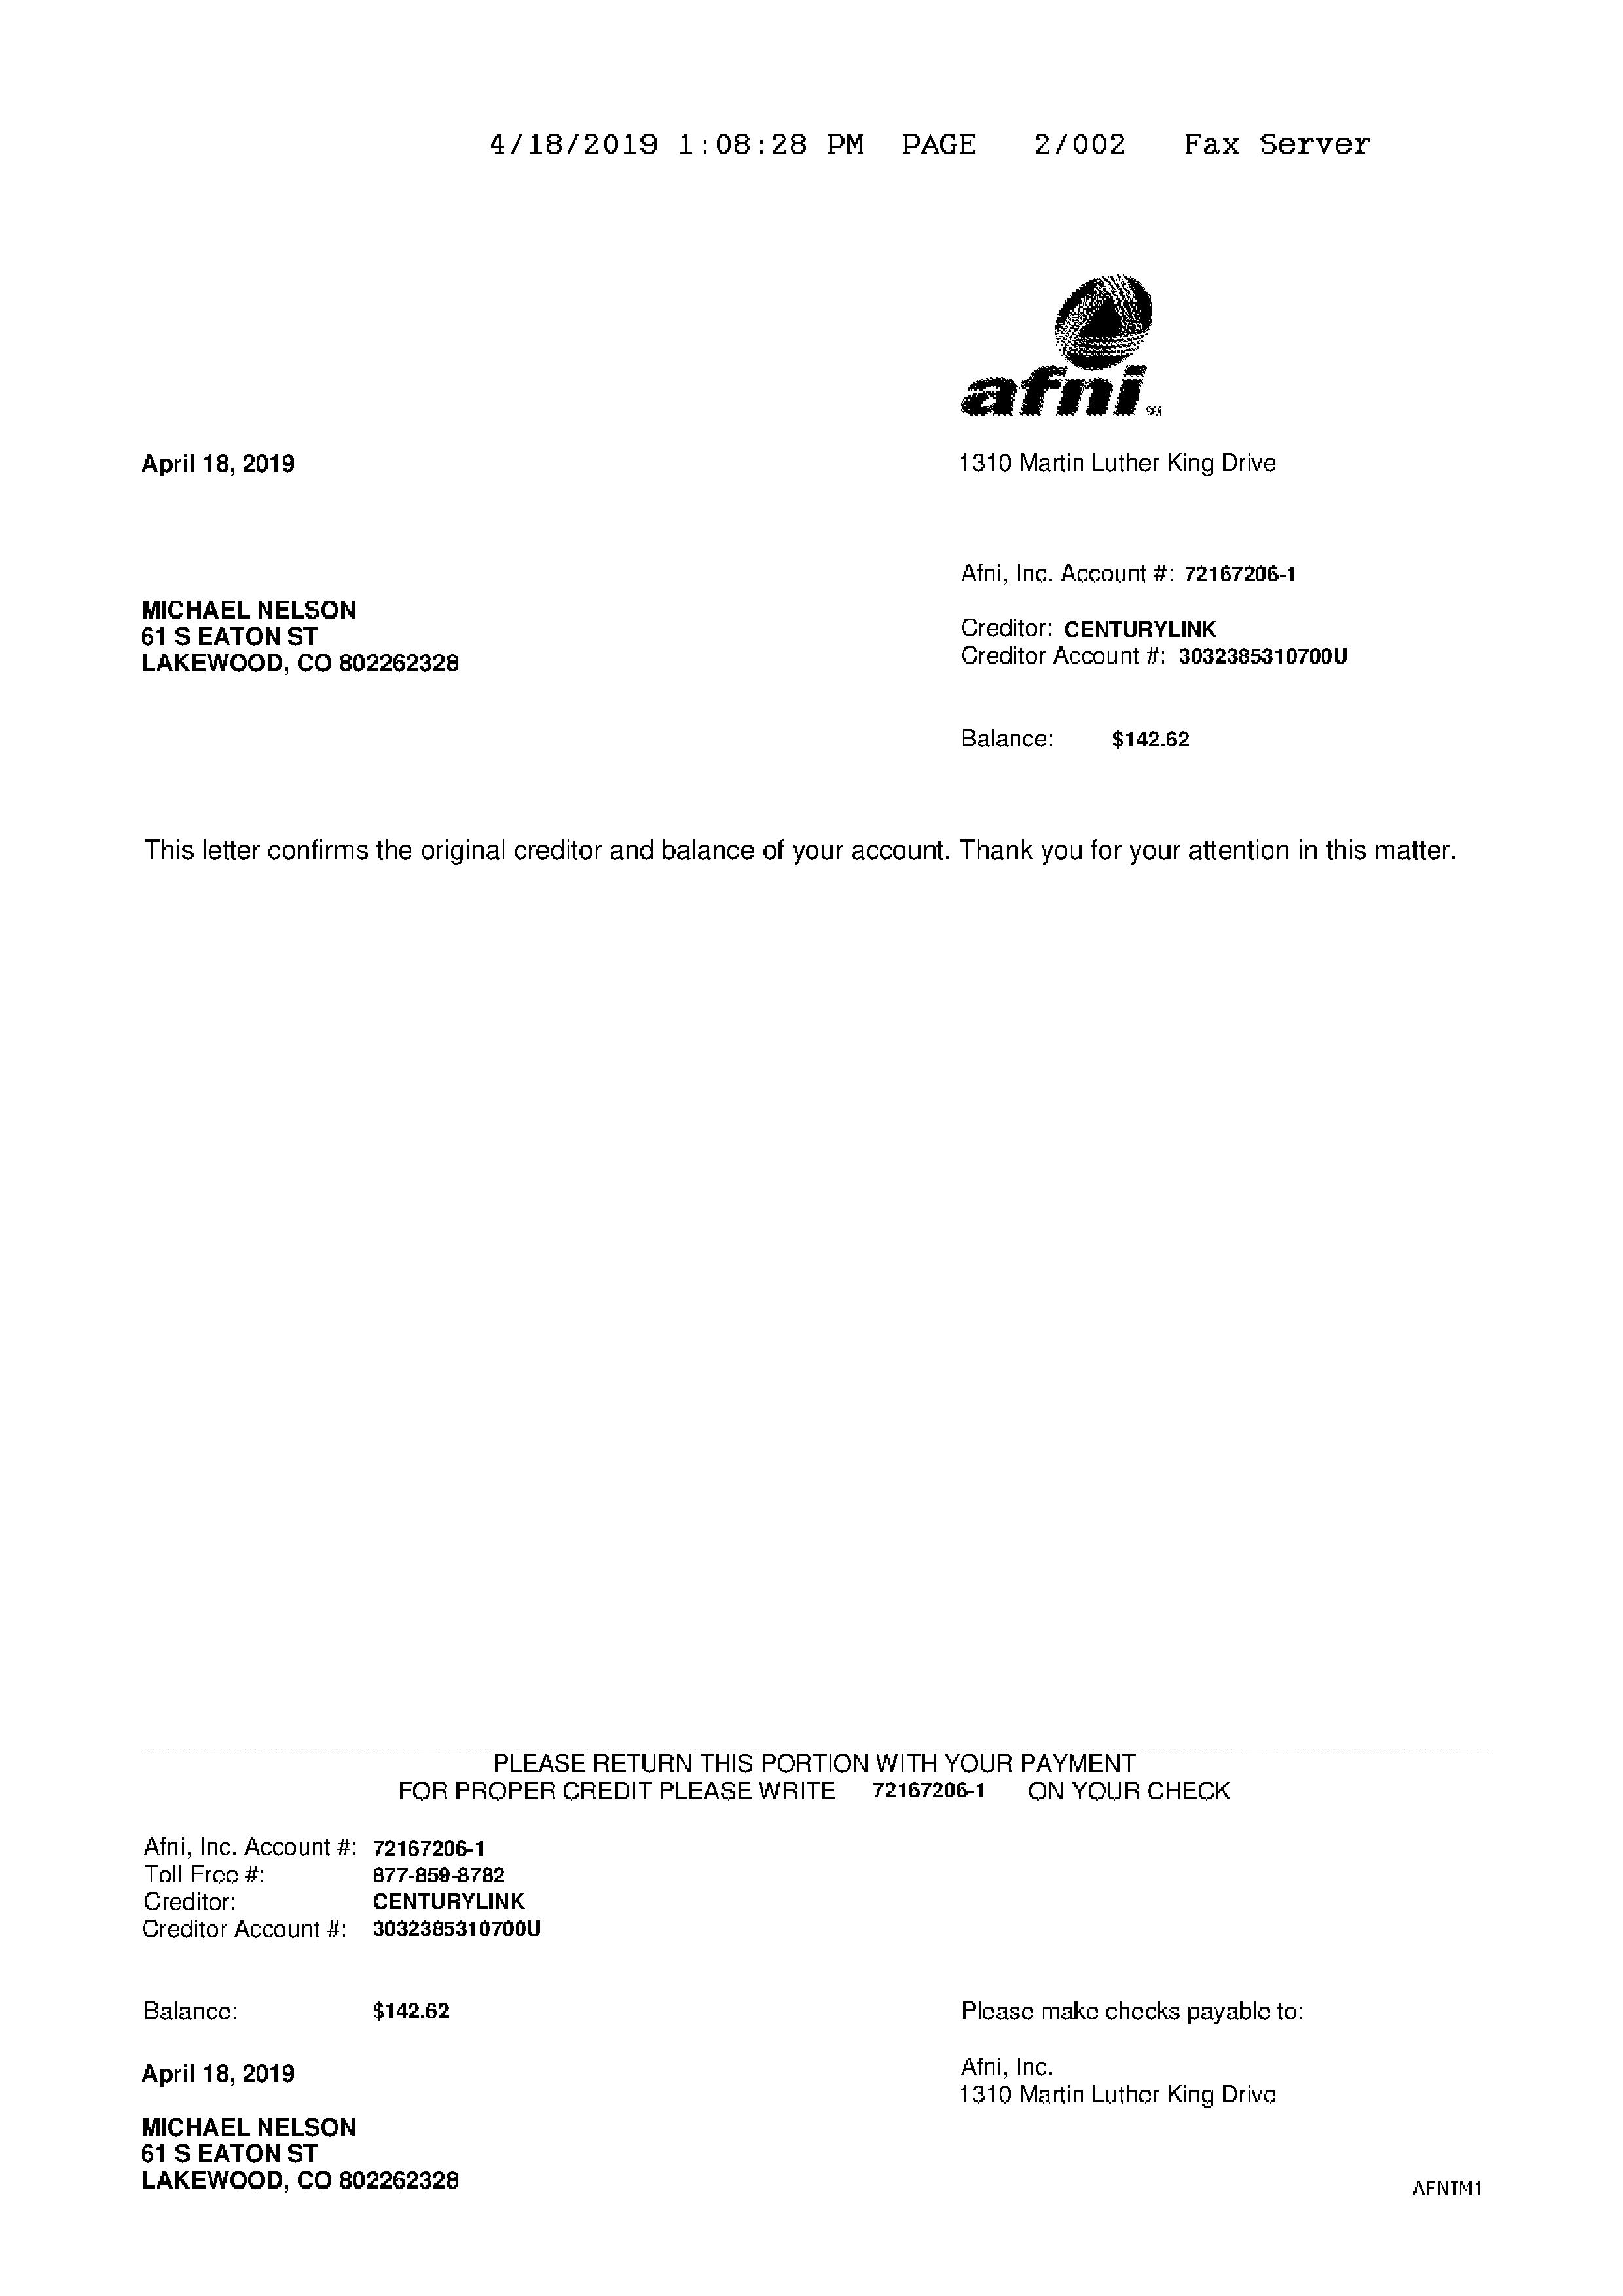 4/18/2019 1:08:28 PM PAGE 2/002 Fax Server
afni SM
April 18, 2019
1310 Martin Luther King Drive
Afni, Inc. Account #: 72167206-1
MICHAEL NELSON
61 S EATON ST
LAKEWOOD, CO 802262328
Creditor: CENTURYLINK
Creditor Account #: 3032385310700U
Balance: $142.62
This letter confirms the original creditor and balance of your account. Thank you for your attention in this matter.
PLEASE RETURN THIS PORTION WITH YOUR PAYMENT
FOR PROPER CREDIT PLEASE WRITE 72167206-1 ON YOUR CHECK
Afni, Inc. Account #: 72167206-1
Toll Free #: 877-859-8782
Creditor: CENTURYLINK
Creditor Account #: 3032385310700U
Balance: $142.62
Please make checks payable to:
April 18, 2019
Afni, Inc.
1310 Martin Luther King Drive
MICHAEL NELSON
61 S EATON ST
LAKEWOOD, CO 802262328
AFNIM1